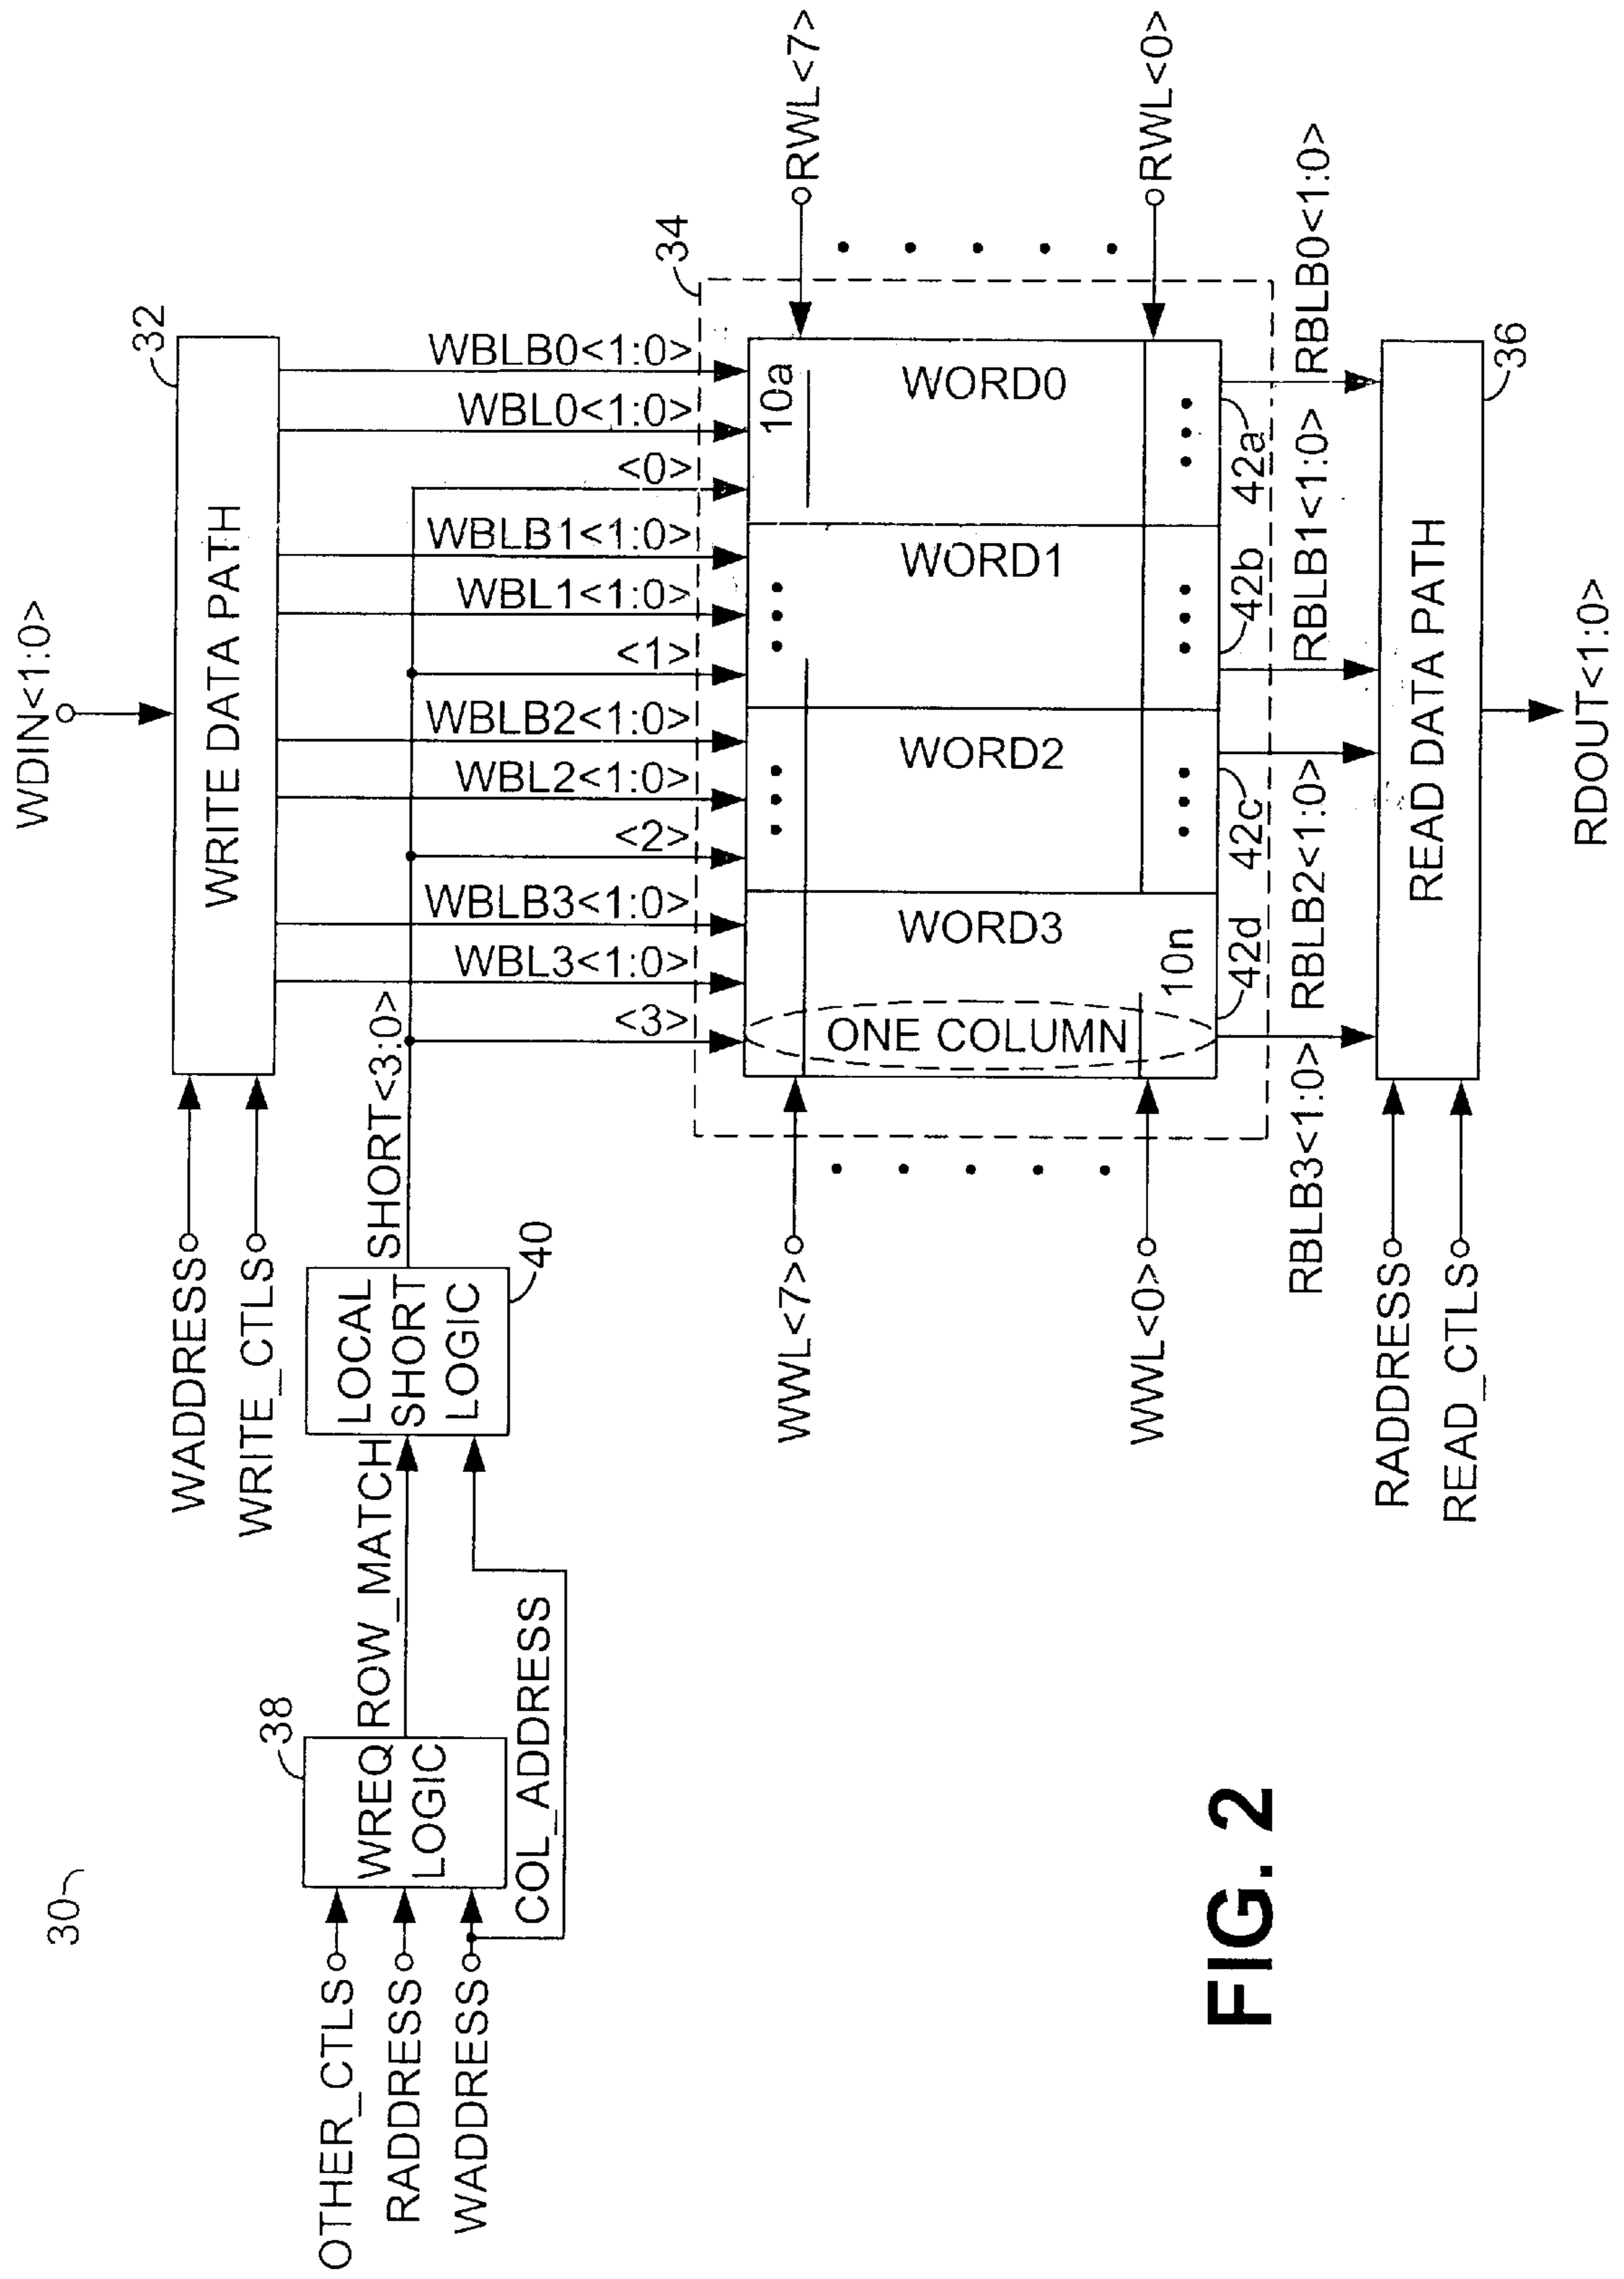 30
OTHER_CTLS
RADDRESS
WADDRESS
38
WREQ
LOGIC
ROW_MATCH
COL_ADDRESS
LOCAL
SHORT
LOGIC
40
SHORT<3:0>
WADDRESS
WRITE_CTLS
WDIN<1:0>
WRITE DATA PATH
32
<3>
WBL3<1:0>
WBLB3<1:0>
<2>
WBL2<1:0>
WBLB2<1:0>
<1>
WBL1<1:0>
WBLB1<1:0>
<0>
WBL0<1:0>
WBLB0<1:0>
34
WWL<7>
WWL<0>
RWL<7>
RWL<0>
10a
WORD3
WORD2
WORD1
WORD0
ONE COLUMN
10n
42d
42c
42b
42a
RBLB3<1:0>
RBLB2<1:0>
RBLB1<1:0>
RBLB0<1:0>
RADDRESS
READ_CTLS
READ DATA PATH
36
RDOUT<1:0>
FIG. 2